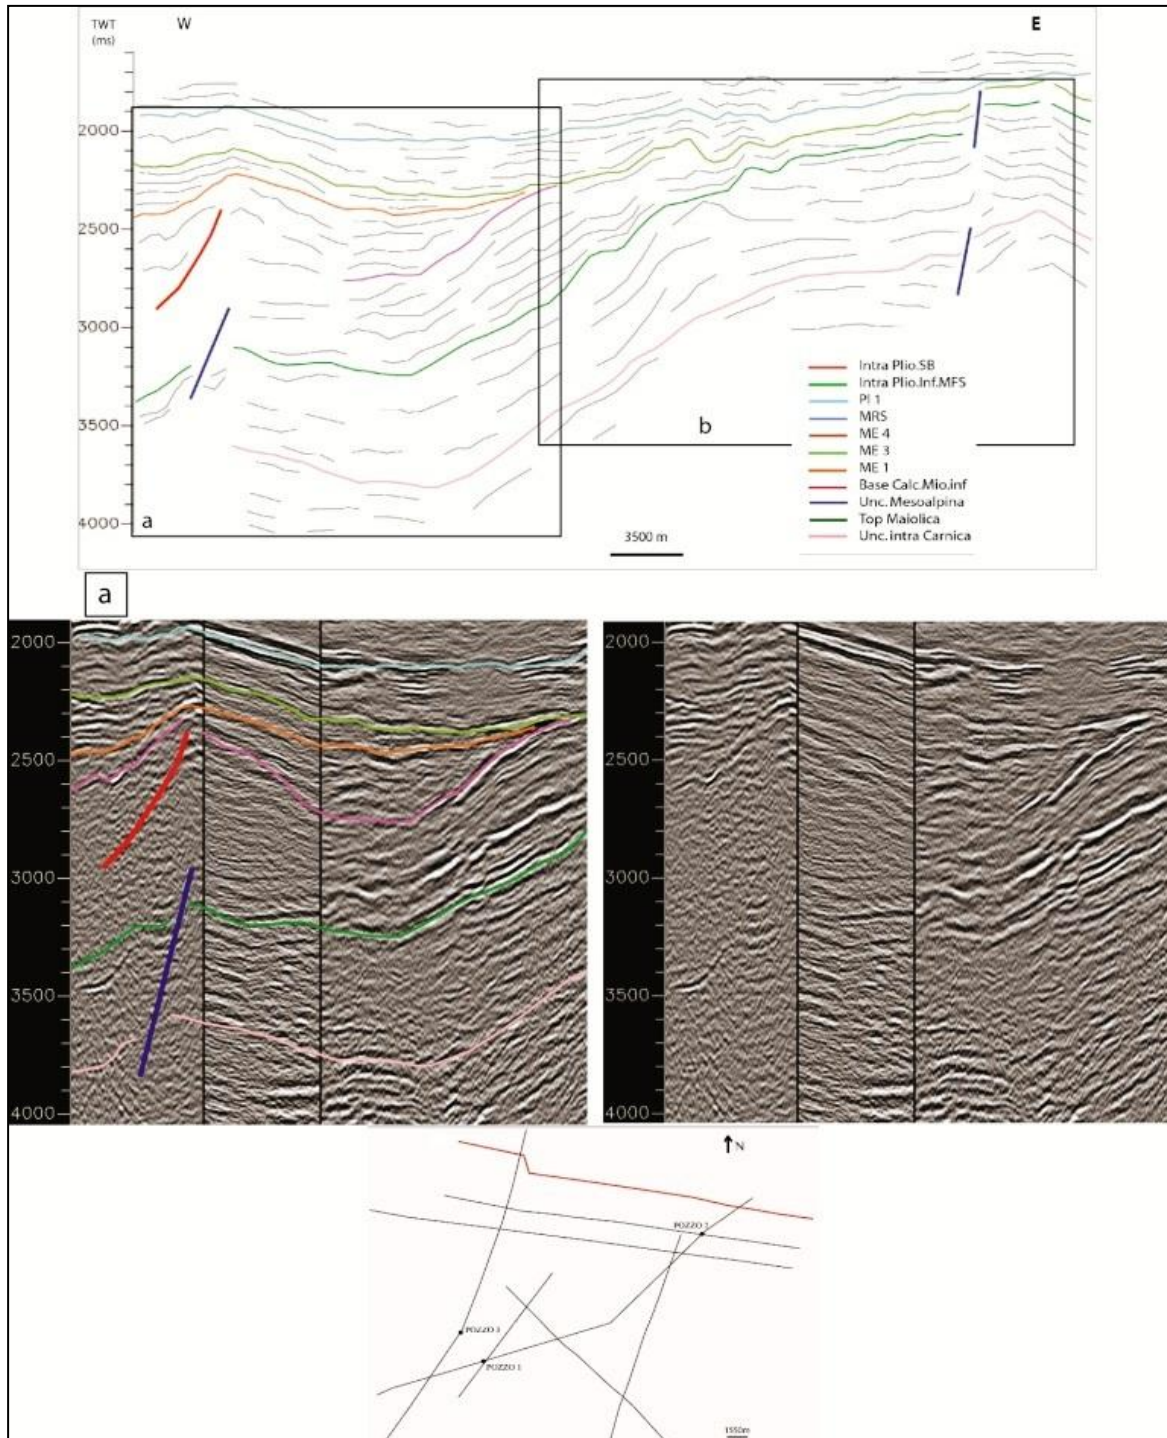 TWT
(ms)
W
E
2000
2500
3000
3500
4000
a
b
3500 m
Intra Plio.SB
Intra Plio.Inf.MFS
Pl 1
MRS
ME 4
ME 3
ME 1
Base Calc.Mio.inf
Unc.Mesoalpina
Top Maiolica
Unc.intra Carnica
a
2000
2500
3000
3500
4000
2000
2500
3000
3500
4000
N
POZZO 2
POZZO 3
POZZO 1
1550m